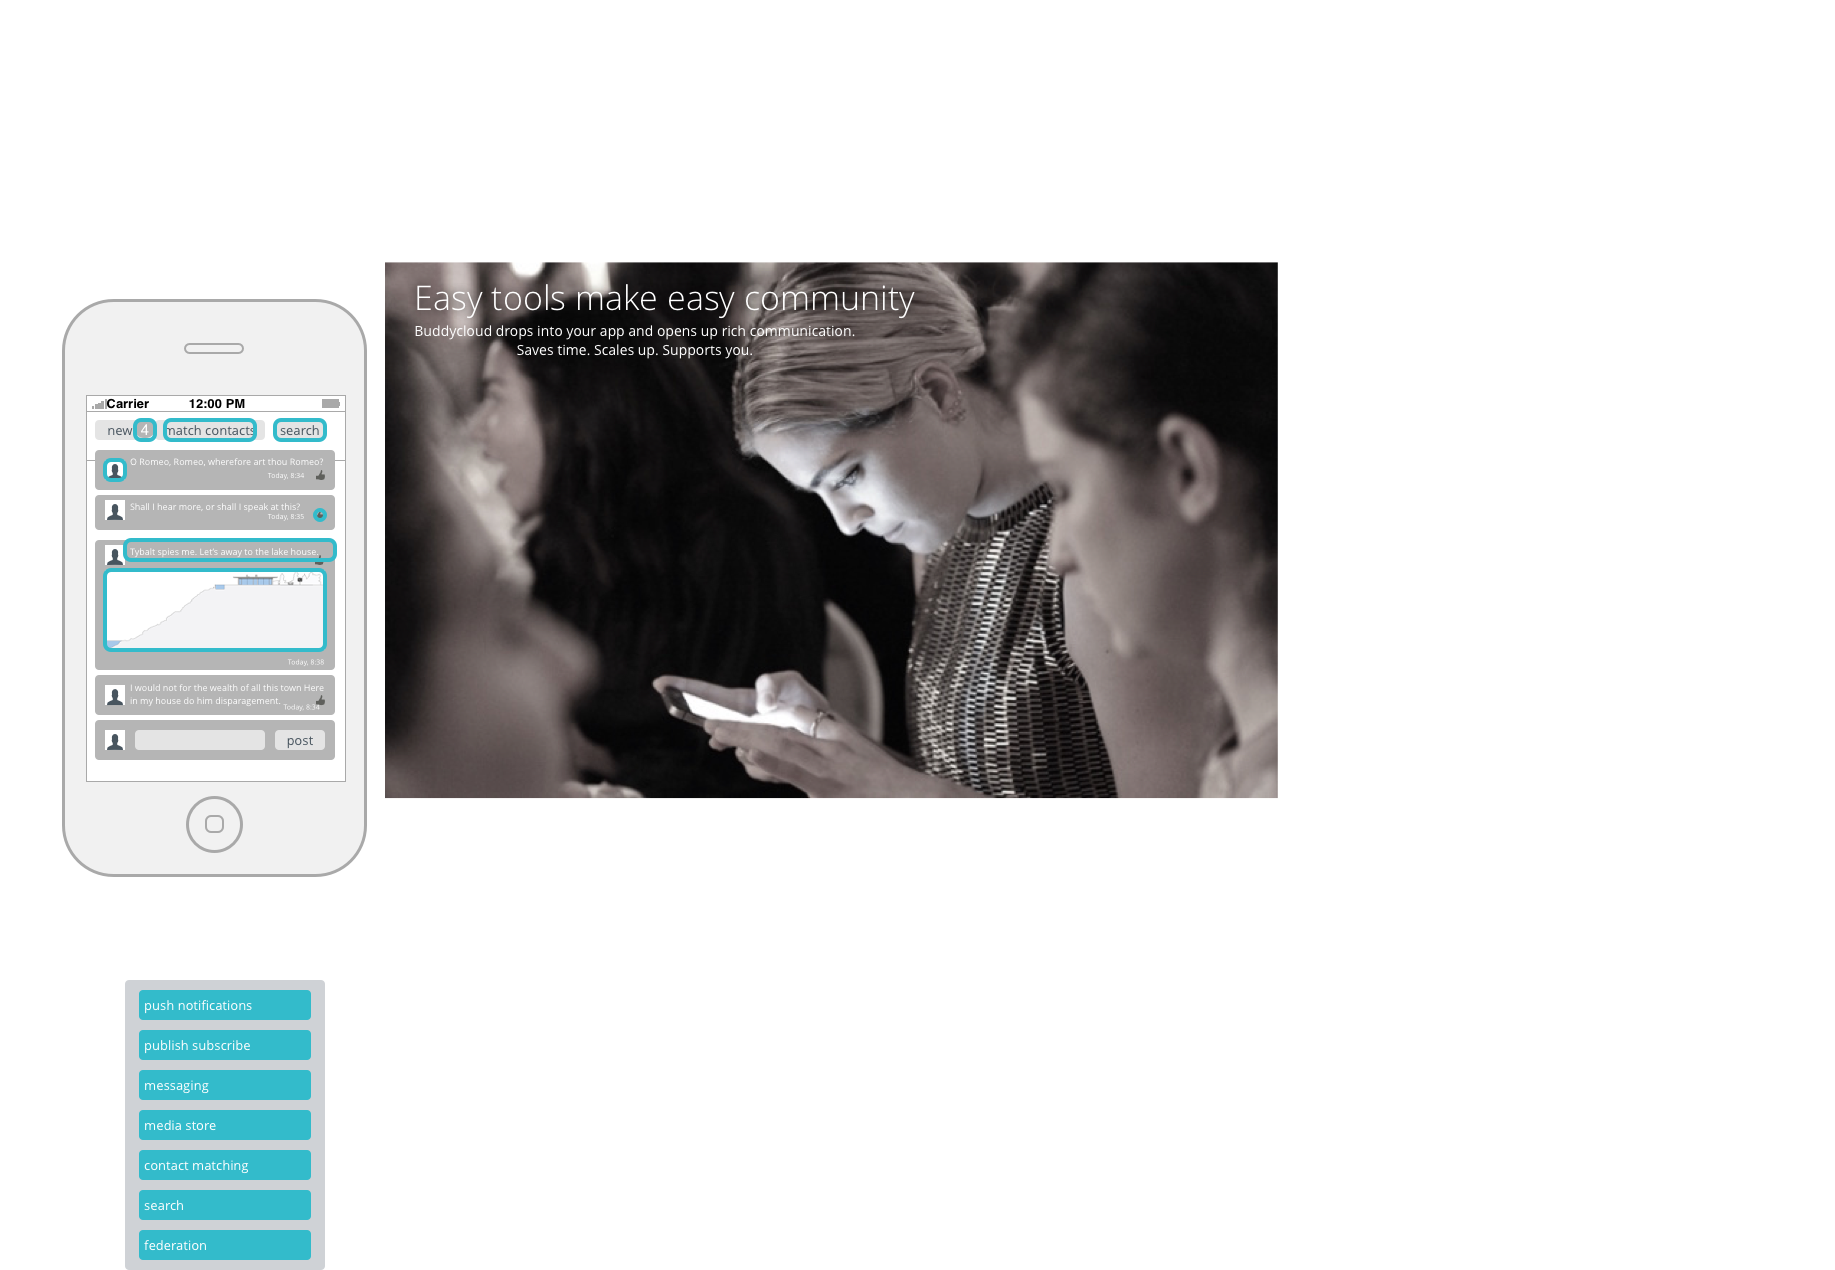 Easy tools make easy community
Buddycloud drops into your app and opens up rich communication.
Saves time. Scales up. Supports you.
Carrier 12:00 PM
new 4 match contacts search
O Romeo, Romeo, wherefore art thou Romeo?
Today, 8:34
Shall I hear more, or shall I speak at this?
Today, 8:35
Tybalt spies me. Let's away to the lake house.
Today, 8:38
I would not for the wealth of all this town Here
in my house do him disparagement.
Today, 8:34
post
push notifications
publish subscribe
messaging
media store
contact matching
search
federation